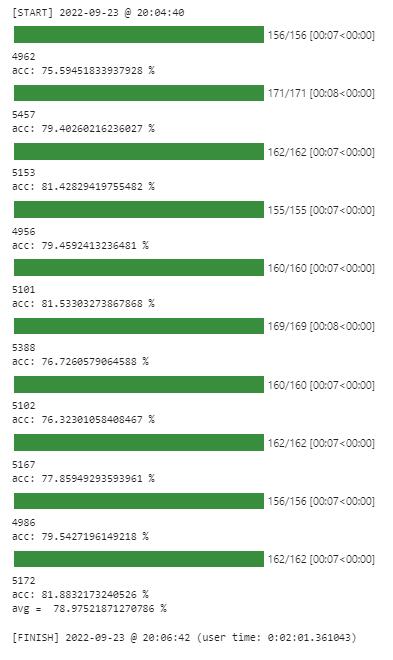 [START] 2022-09-23 @ 20:04:40
156/156 [00:07<00:00]
4962
acc: 75.59451833937928 %
171/171 [00:08<00:00]
5457
acc: 79.40260216236027 %
162/162 [00:07<00:00]
5153
acc: 81.42829419755482 %
155/155 [00:07<00:00]
4956
acc: 79.4592413236481 %
160/160 [00:07<00:00]
5101
acc: 81.53303273867868 %
169/169 [00:08<00:00]
5388
acc: 76.7260579064588 %
160/160 [00:07<00:00]
5102
acc: 76.32301058408467 %
162/162 [00:07<00:00]
5167
acc: 77.85949293593961 %
156/156 [00:07<00:00]
4986
acc: 79.5427196149218 %
162/162 [00:07<00:00]
5172
acc: 81.8832173240526 %
avg =  78.97521871270786 %
[FINISH] 2022-09-23 @ 20:06:42 (user time: 0:02:01.361043)